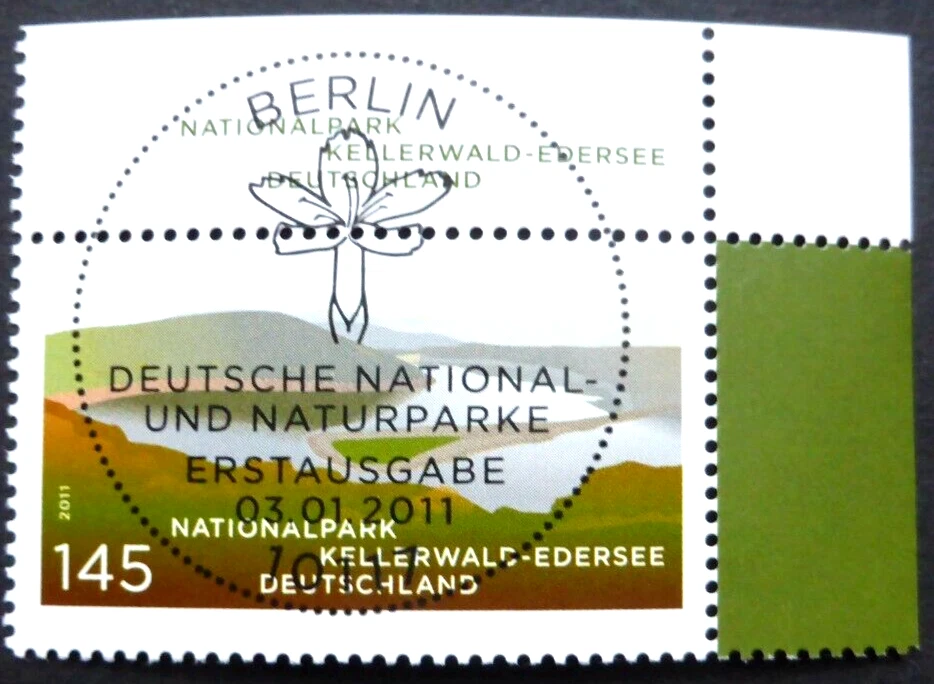 BERLIN
NATIONALPARK
KELLERWALD-EDERSEE
DEUTSCHLAND
DEUTSCHE NATIONAL-
UND NATURPARKE
ERSTAUSGABE
03.01.2011
2011
NATIONALPARK
KELLERWALD-EDERSEE
145
DEUTSCHLAND
10117